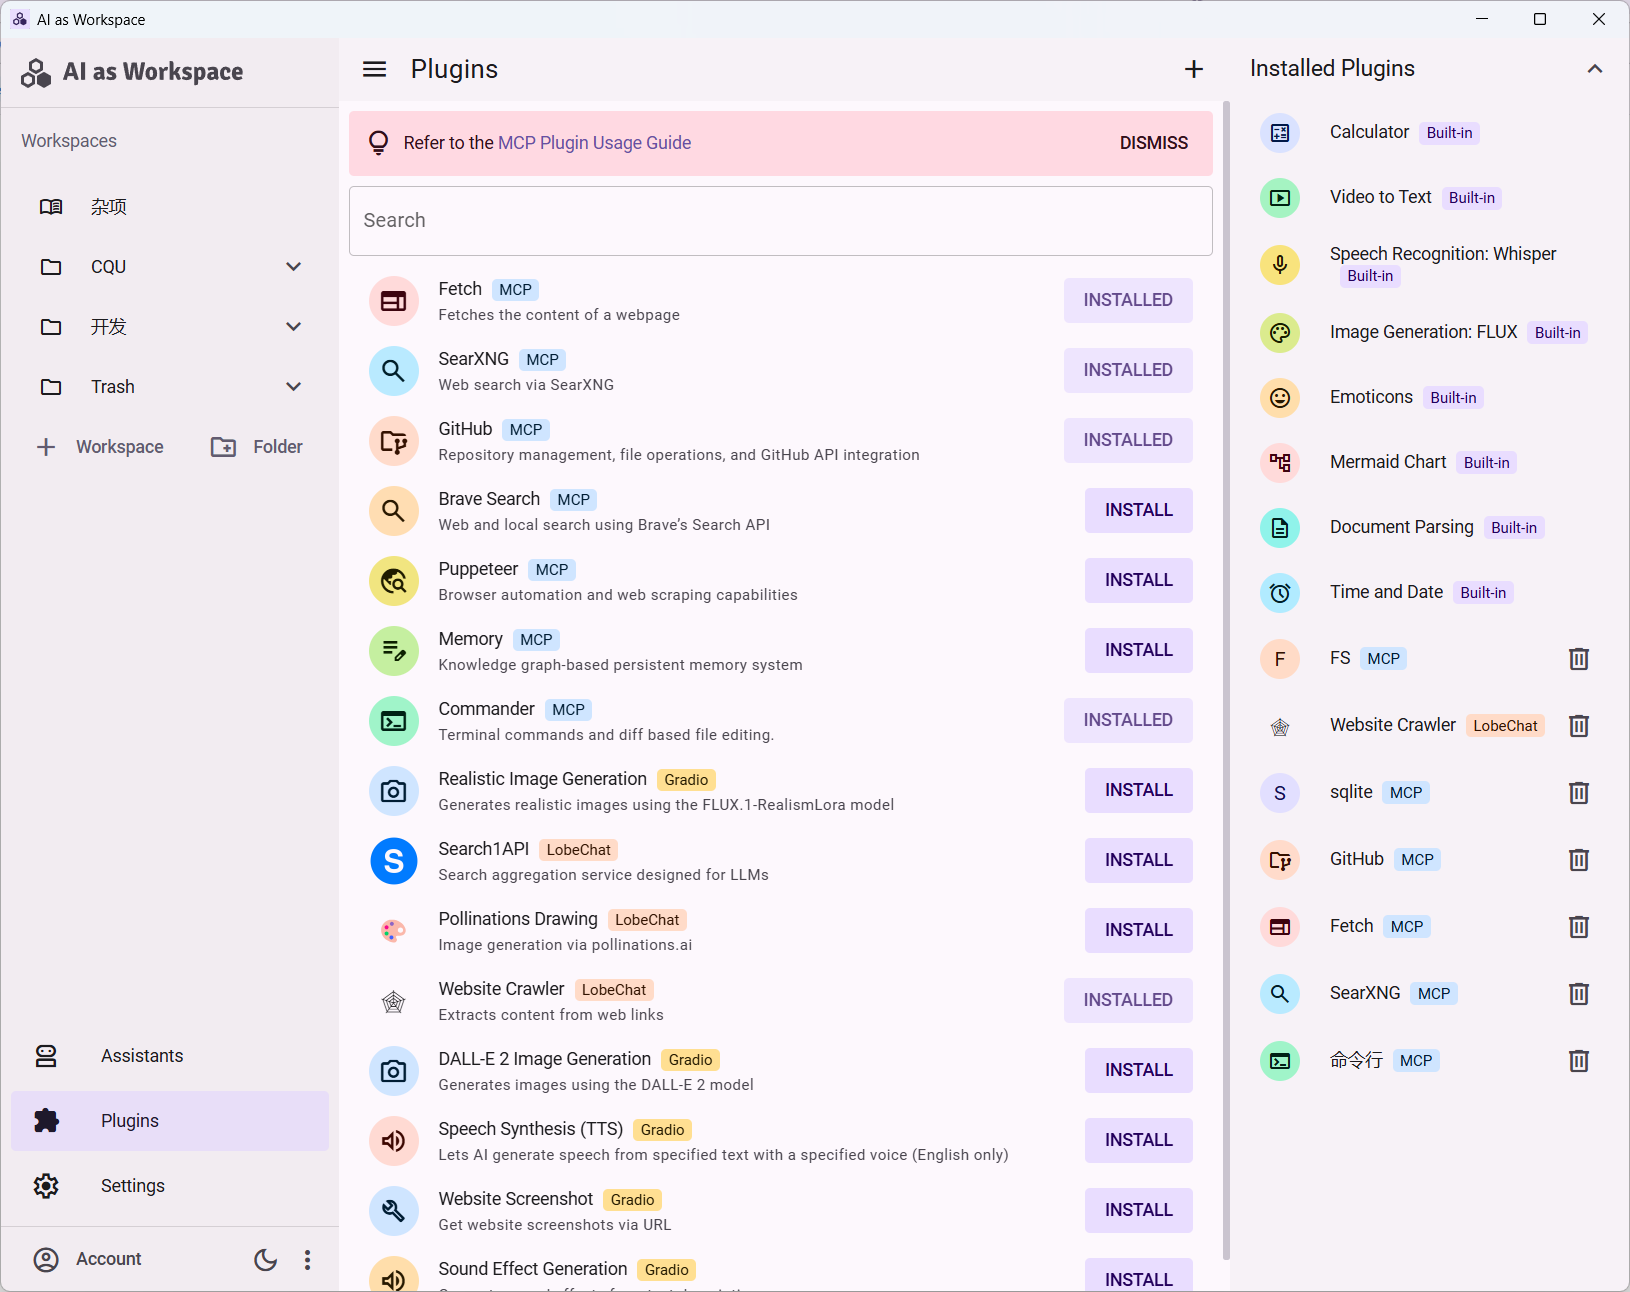 AI as Workspace
AI as Workspace
Workspaces
杂项
CQU
开发
Trash
Workspace
Folder
Assistants
Plugins
Settings
Account
Plugins
Refer to the MCP Plugin Usage Guide
DISMISS
Search
Fetch MCP
Fetches the content of a webpage
INSTALLED
SearXNG MCP
Web search via SearXNG
INSTALLED
GitHub MCP
Repository management, file operations, and GitHub API integration
INSTALLED
Brave Search MCP
Web and local search using Brave’s Search API
INSTALL
Puppeteer MCP
Browser automation and web scraping capabilities
INSTALL
Memory MCP
Knowledge graph-based persistent memory system
INSTALL
Commander MCP
Terminal commands and diff based file editing.
INSTALLED
Realistic Image Generation Gradio
Generates realistic images using the FLUX.1-RealismLora model
INSTALL
S
Search1API LobeChat
Search aggregation service designed for LLMs
INSTALL
Pollinations Drawing LobeChat
Image generation via pollinations.ai
INSTALL
Website Crawler LobeChat
Extracts content from web links
INSTALLED
DALL-E 2 Image Generation Gradio
Generates images using the DALL-E 2 model
INSTALL
Speech Synthesis (TTS) Gradio
Lets AI generate speech from specified text with a specified voice (English only)
INSTALL
Website Screenshot Gradio
Get website screenshots via URL
INSTALL
Sound Effect Generation Gradio
INSTALL
Installed Plugins
Calculator Built-in
Video to Text Built-in
Speech Recognition: Whisper
Built-in
Image Generation: FLUX Built-in
Emoticons Built-in
Mermaid Chart Built-in
Document Parsing Built-in
Time and Date Built-in
F
FS MCP
Website Crawler LobeChat
S
sqlite MCP
GitHub MCP
Fetch MCP
SearXNG MCP
命令行 MCP